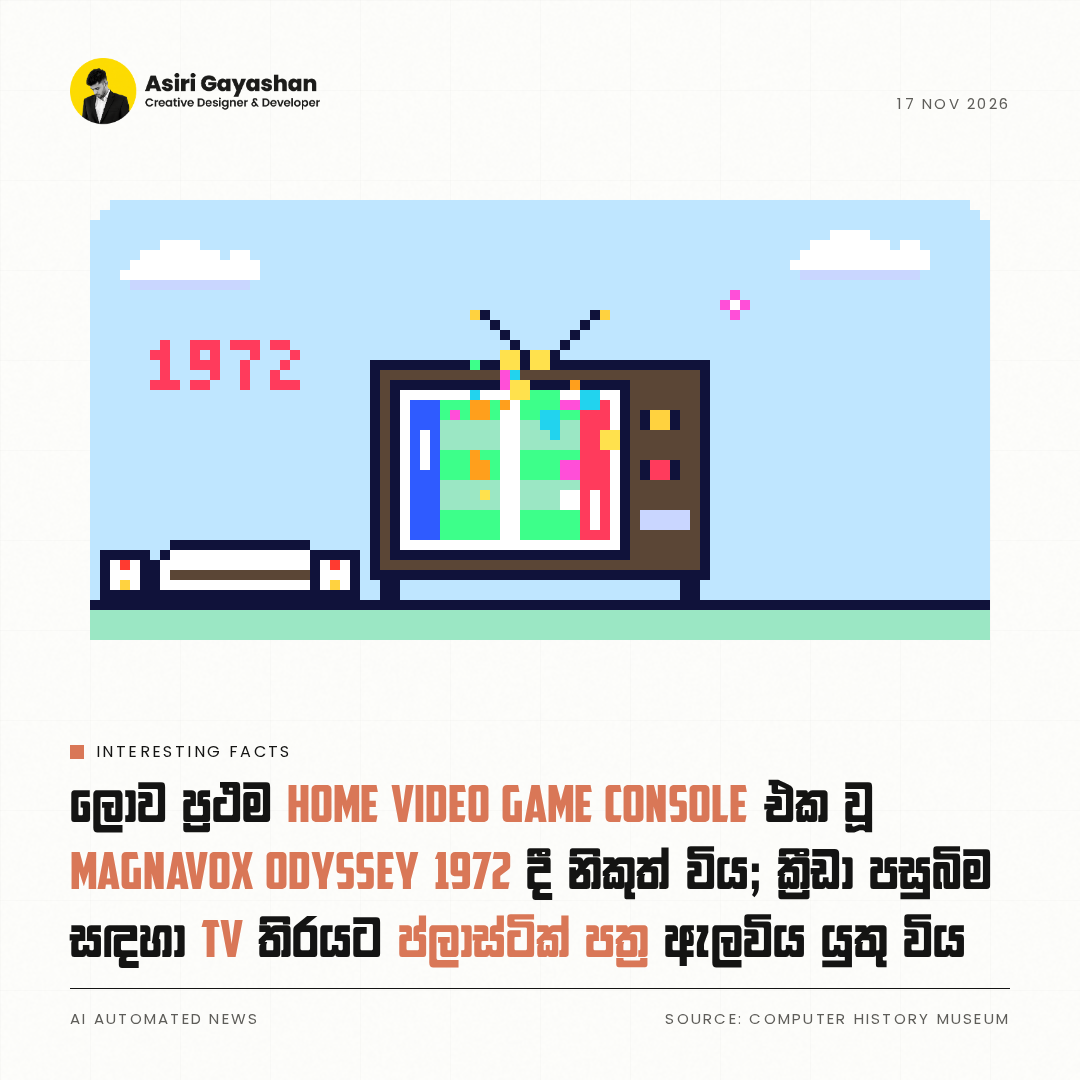 Asiri Gayashan
Creative Designer & Developer
17 NOV 2026
1972
INTERESTING FACTS
ලොව ප්‍රථම HOME VIDEO GAME CONSOLE එක වූ
MAGNAVOX ODYSSEY 1972 දී නිකුත් විය; ක්‍රීඩා පසුබිම
සඳහා TV තිරයට ප්ලාස්ටික් පත්‍ර ඇලවිය යුතු විය
AI AUTOMATED NEWS
SOURCE: COMPUTER HISTORY MUSEUM